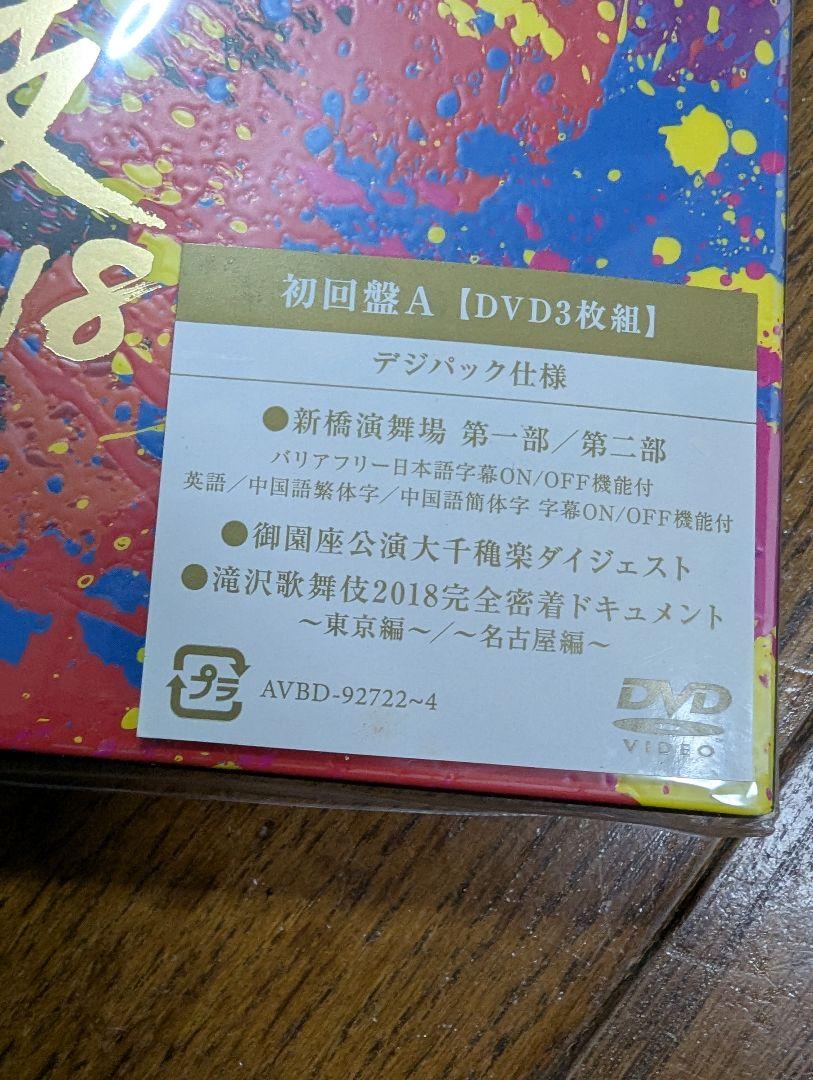 伎
18
初回盤A【DVD3枚組】
デジパック仕様
●新橋演舞場 第一部／第二部
バリアフリー日本語字幕ON/OFF機能付
英語／中国語繁体字／中国語簡体字 字幕ON/OFF機能付
●御園座公演大千穐楽ダイジェスト
●滝沢歌舞伎2018完全密着ドキュメント
～東京編～/～名古屋編～
プラ
AVBD-92722~4
DVD
VIDEO